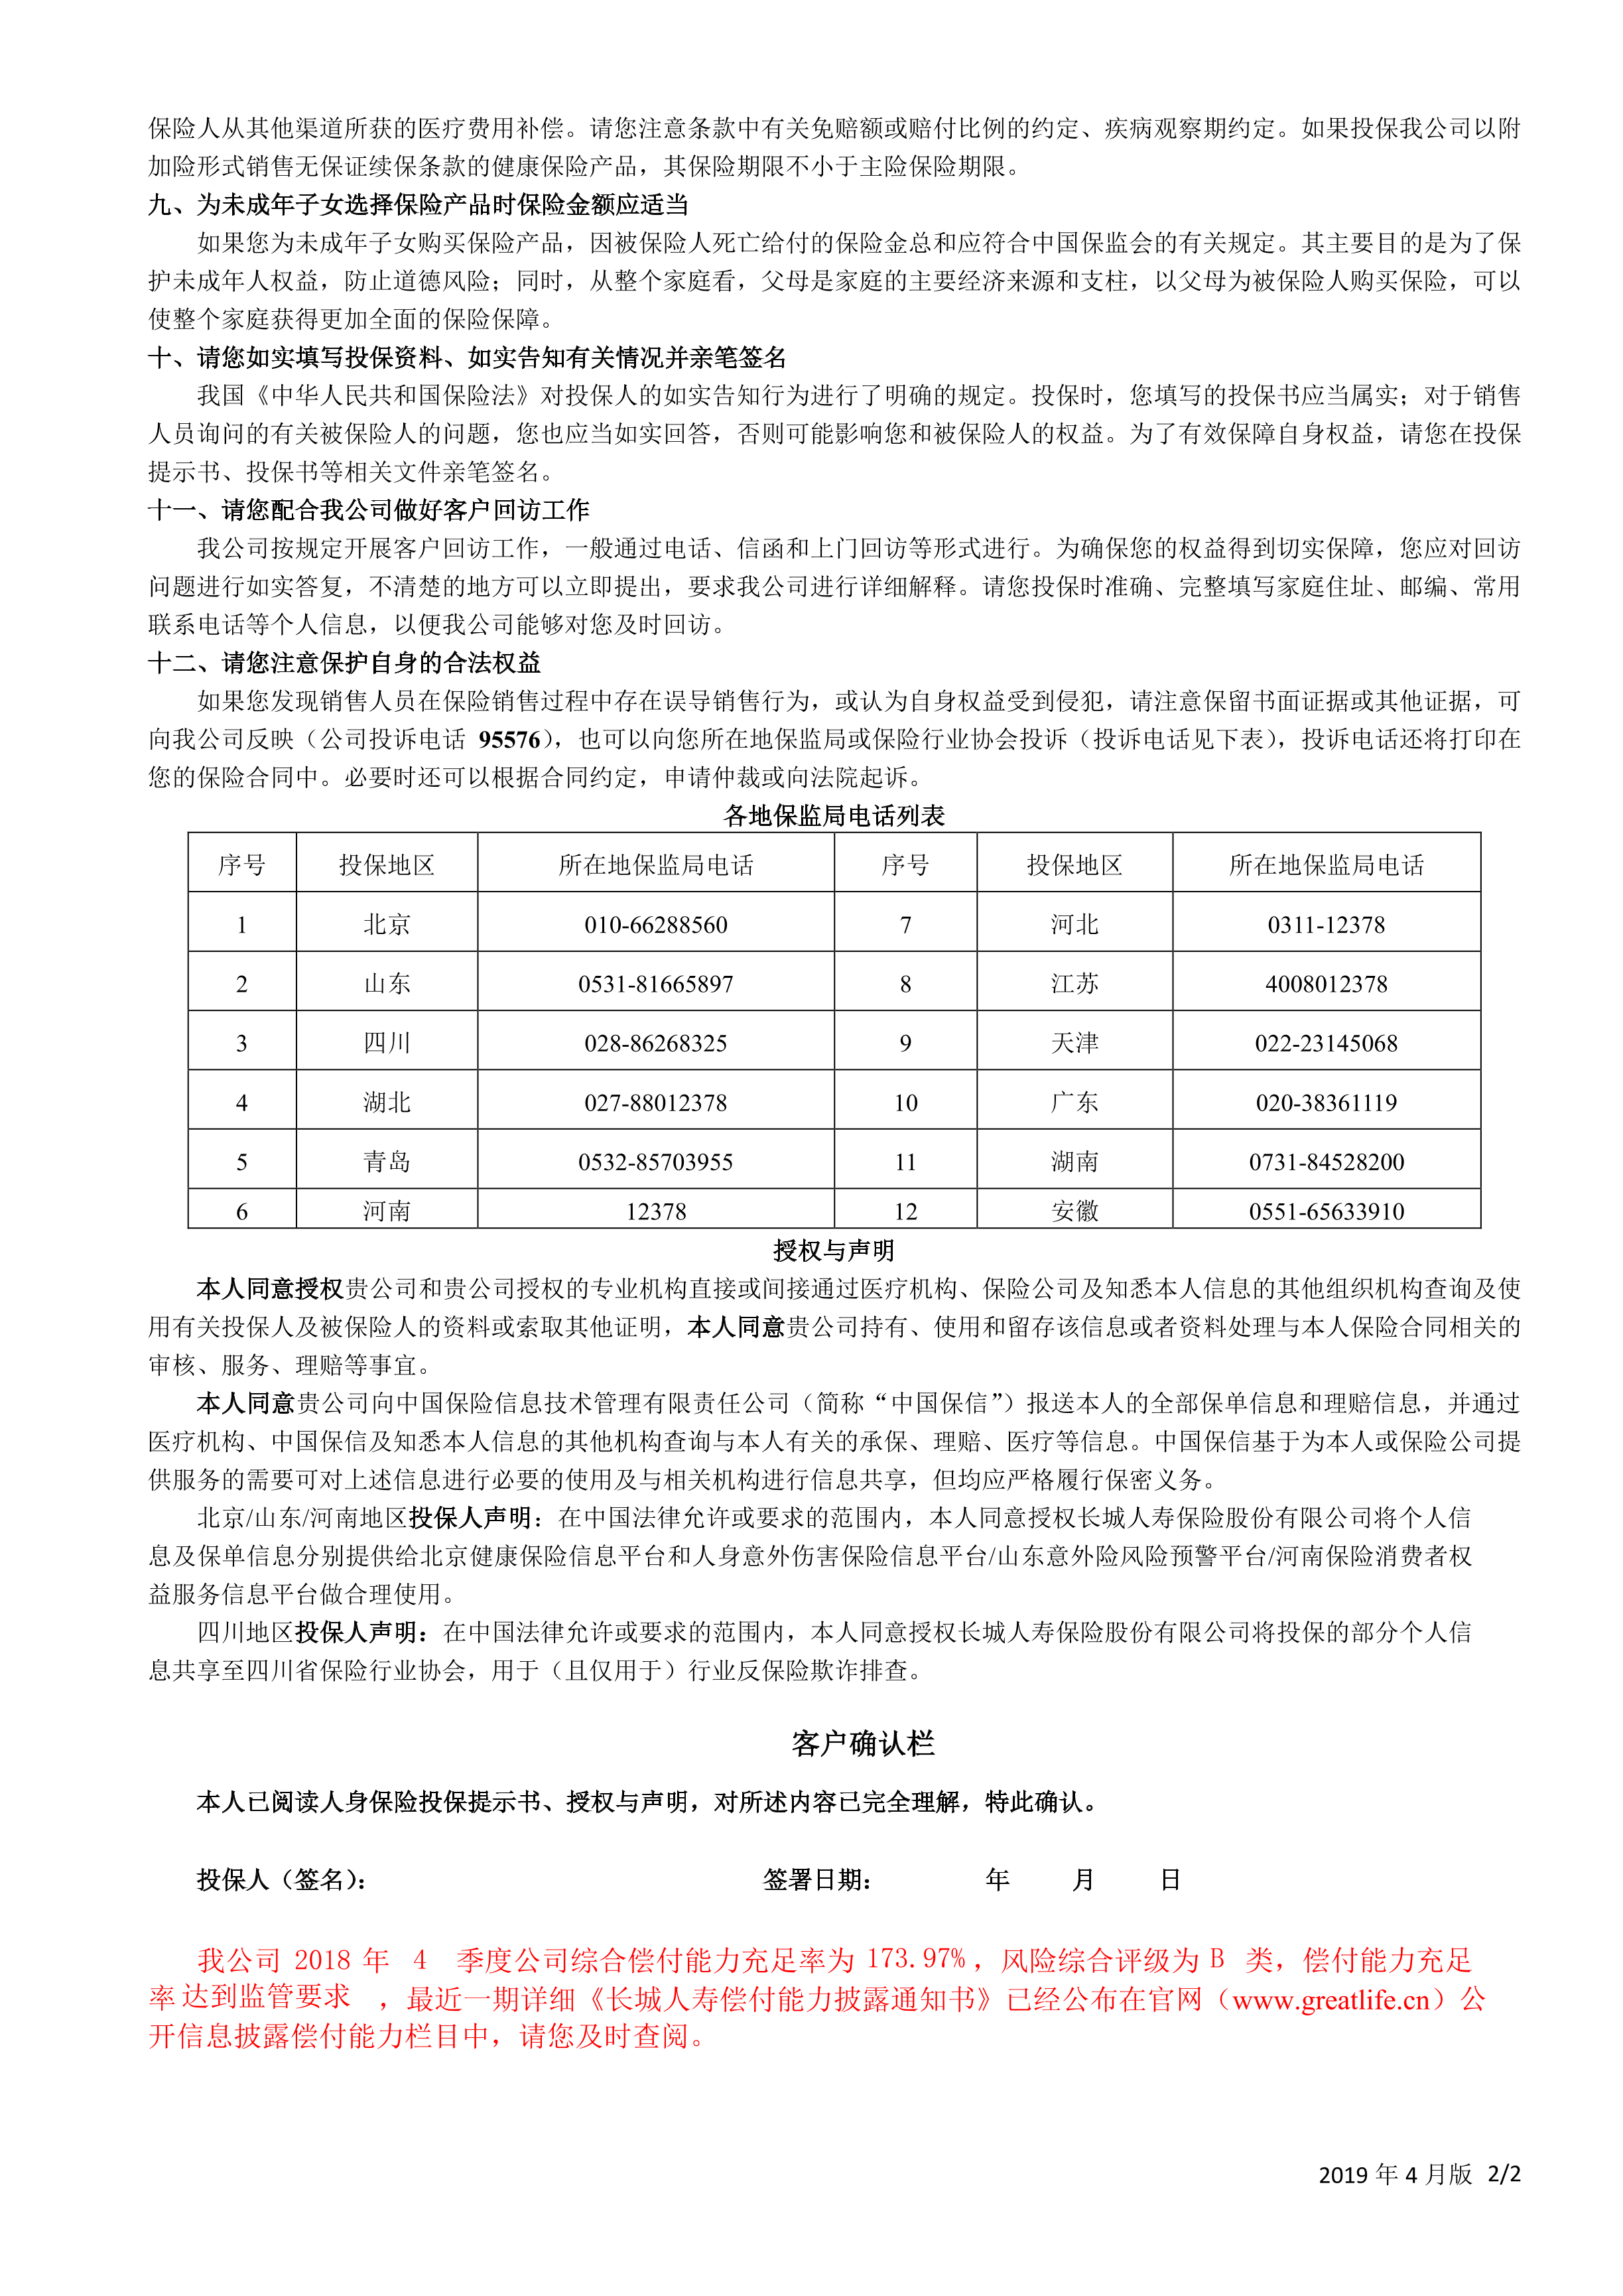 保险人从其他渠道所获的医疗费用补偿。请您注意条款中有关免赔额或赔付比例的约定、疾病观察期约定。如果投保我公司以附
加险形式销售无保证续保条款的健康保险产品，其保险期限不小于主险保险期限。
九、为未成年子女选择保险产品时保险金额应适当
如果您为未成年子女购买保险产品，因被保险人死亡给付的保险金总和应符合中国保监会的有关规定。其主要目的是为了保
护未成年人权益，防止道德风险；同时，从整个家庭看，父母是家庭的主要经济来源和支柱，以父母为被保险人购买保险，可以
使整个家庭获得更加全面的保险保障。
十、请您如实填写投保资料、如实告知有关情况并亲笔签名
我国《中华人民共和国保险法》对投保人的如实告知行为进行了明确的规定。投保时，您填写的投保书应当属实；对于销售
人员询问的有关被保险人的问题，您也应当如实回答，否则可能影响您和被保险人的权益。为了有效保障自身权益，请您在投保
提示书、投保书等相关文件亲笔签名。
十一、请您配合我公司做好客户回访工作
我公司按规定开展客户回访工作，一般通过电话、信函和上门回访等形式进行。为确保您的权益得到切实保障，您应对回访
问题进行如实答复，不清楚的地方可以立即提出，要求我公司进行详细解释。请您投保时准确、完整填写家庭住址、邮编、常用
联系电话等个人信息，以便我公司能够对您及时回访。
十二、请您注意保护自身的合法权益
如果您发现销售人员在保险销售过程中存在误导销售行为，或认为自身权益受到侵犯，请注意保留书面证据或其他证据，可
向我公司反映（公司投诉电话 95576），也可以向您所在地保监局或保险行业协会投诉（投诉电话见下表），投诉电话还将打印在
您的保险合同中。必要时还可以根据合同约定，申请仲裁或向法院起诉。
各地保监局电话列表
序号 投保地区 所在地保监局电话 序号 投保地区 所在地保监局电话
1 北京 010-66288560 7 河北 0311-12378
2 山东 0531-81665897 8 江苏 4008012378
3 四川 028-86268325 9 天津 022-23145068
4 湖北 027-88012378 10 广东 020-38361119
5 青岛 0532-85703955 11 湖南 0731-84528200
6 河南 12378 12 安徽 0551-65633910
授权与声明
本人同意授权贵公司和贵公司授权的专业机构直接或间接通过医疗机构、保险公司及知悉本人信息的其他组织机构查询及使
用有关投保人及被保险人的资料或索取其他证明，本人同意贵公司持有、使用和留存该信息或者资料处理与本人保险合同相关的
审核、服务、理赔等事宜。
本人同意贵公司向中国保险信息技术管理有限责任公司（简称“中国保信”）报送本人的全部保单信息和理赔信息，并通过
医疗机构、中国保信及知悉本人信息的其他机构查询与本人有关的承保、理赔、医疗等信息。中国保信基于为本人或保险公司提
供服务的需要可对上述信息进行必要的使用及与相关机构进行信息共享，但均应严格履行保密义务。
北京/山东/河南地区投保人声明：在中国法律允许或要求的范围内，本人同意授权长城人寿保险股份有限公司将个人信
息及保单信息分别提供给北京健康保险信息平台和人身意外伤害保险信息平台/山东意外险风险预警平台/河南保险消费者权
益服务信息平台做合理使用。
四川地区投保人声明：在中国法律允许或要求的范围内，本人同意授权长城人寿保险股份有限公司将投保的部分个人信
息共享至四川省保险行业协会，用于（且仅用于）行业反保险欺诈排查。
客户确认栏
本人已阅读人身保险投保提示书、授权与声明，对所述内容已完全理解，特此确认。
投保人（签名）： 签署日期： 年 月 日
我公司 2018 年 4 季度公司综合偿付能力充足率为 173.97%，风险综合评级为 B 类，偿付能力充足
率达到监管要求 ，最近一期详细《长城人寿偿付能力披露通知书》已经公布在官网（www.greatlife.cn）公
开信息披露偿付能力栏目中，请您及时查阅。
2019 年 4 月版 2/2